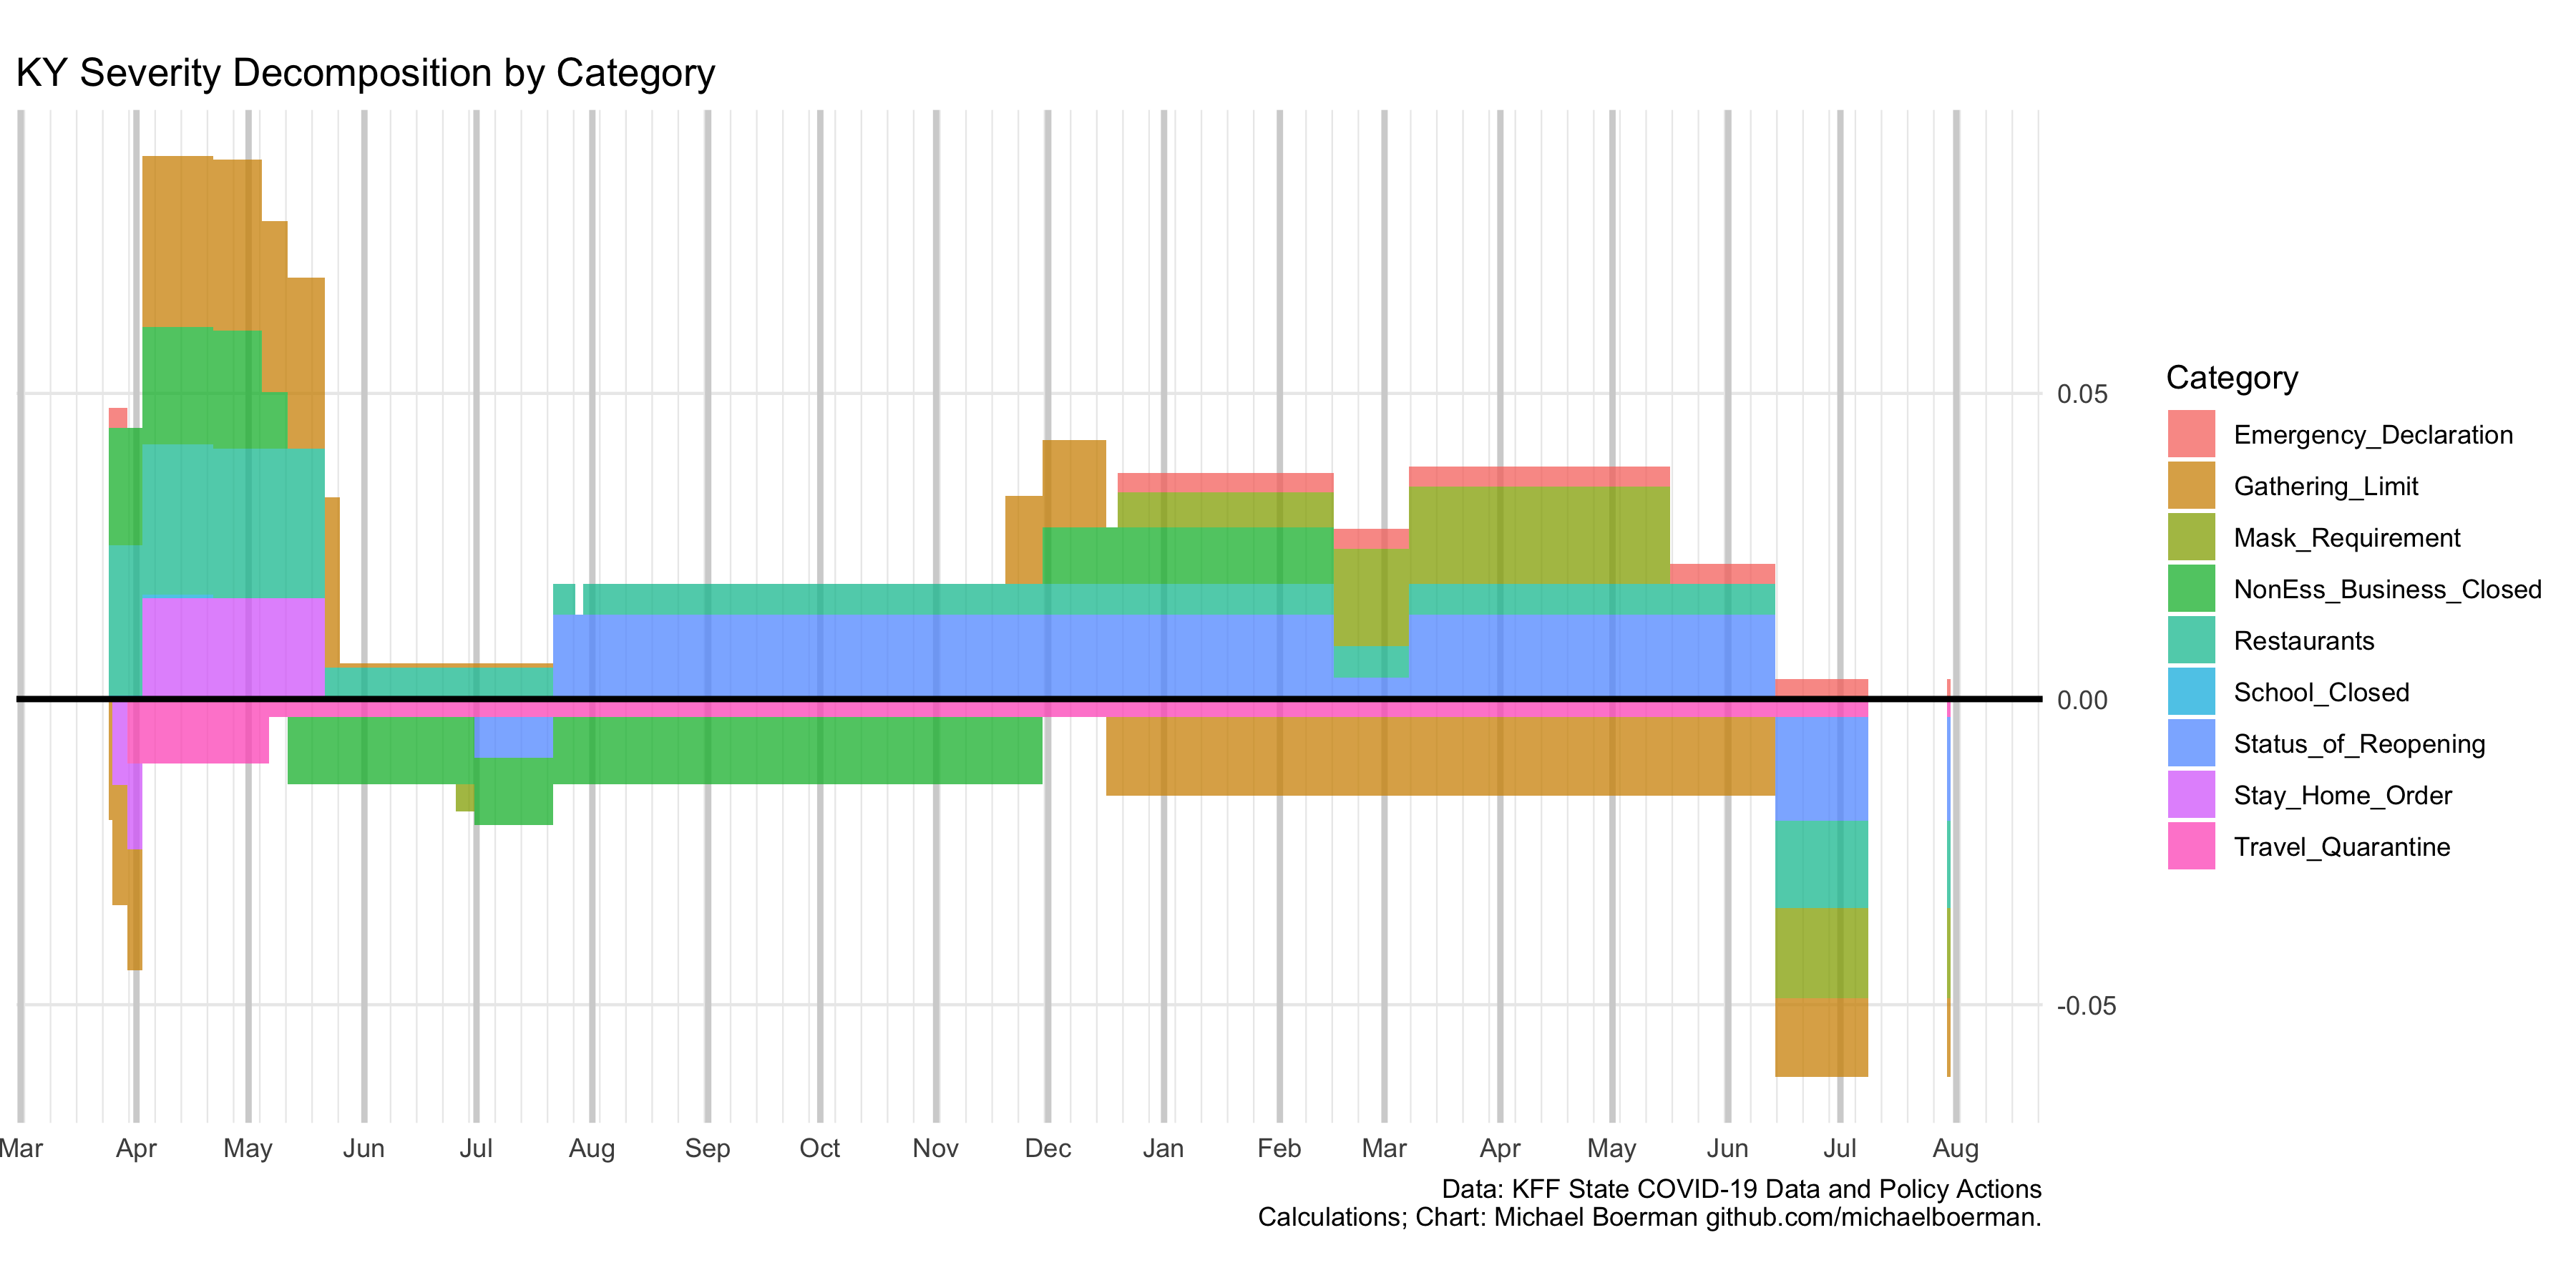 KY Severity Decomposition by Category
0.05
0.00
-0.05
Mar Apr May Jun Jul Aug Sep Oct Nov Dec Jan Feb Mar Apr May Jun Jul Aug
Category
Emergency_Declaration
Gathering_Limit
Mask_Requirement
NonEss_Business_Closed
Restaurants
School_Closed
Status_of_Reopening
Stay_Home_Order
Travel_Quarantine
Data: KFF State COVID-19 Data and Policy Actions
Calculations; Chart: Michael Boerman github.com/michaelboerman.